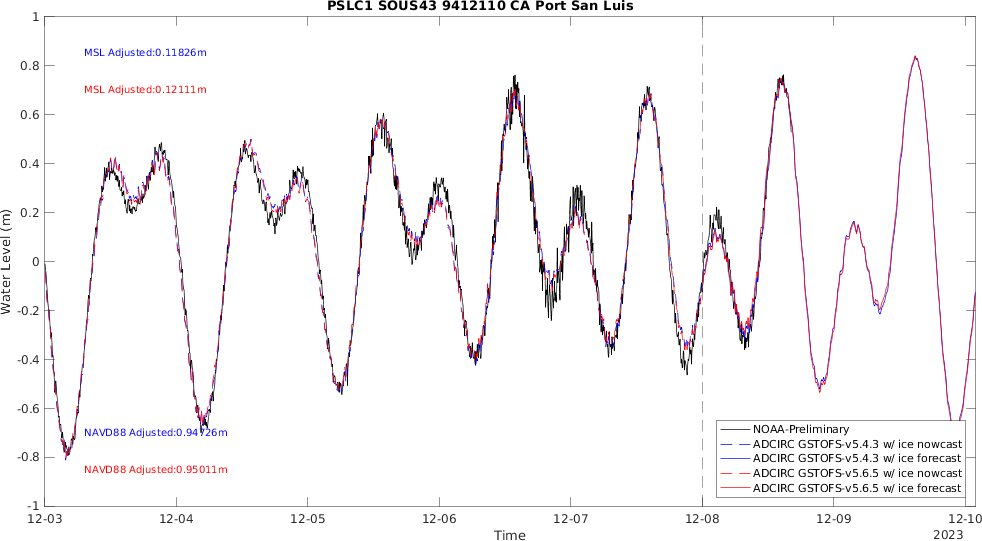 PSLC1 SOUS43 9412110 CA Port San Luis
1
0.8
0.6
0.4
0.2
0
-0.2
-0.4
-0.6
-0.8
-1
Water Level (m)
MSL Adjusted:0.11826m
MSL Adjusted:0.12111m
NAVD88 Adjusted:0.94726m
NAVD88 Adjusted:0.95011m
NOAA-Preliminary
ADCIRC GSTOFS-v5.4.3 w/ ice nowcast
ADCIRC GSTOFS-v5.4.3 w/ ice forecast
ADCIRC GSTOFS-v5.6.5 w/ ice nowcast
ADCIRC GSTOFS-v5.6.5 w/ ice forecast
12-03 12-04 12-05 12-06 12-07 12-08 12-09 12-10
Time
2023